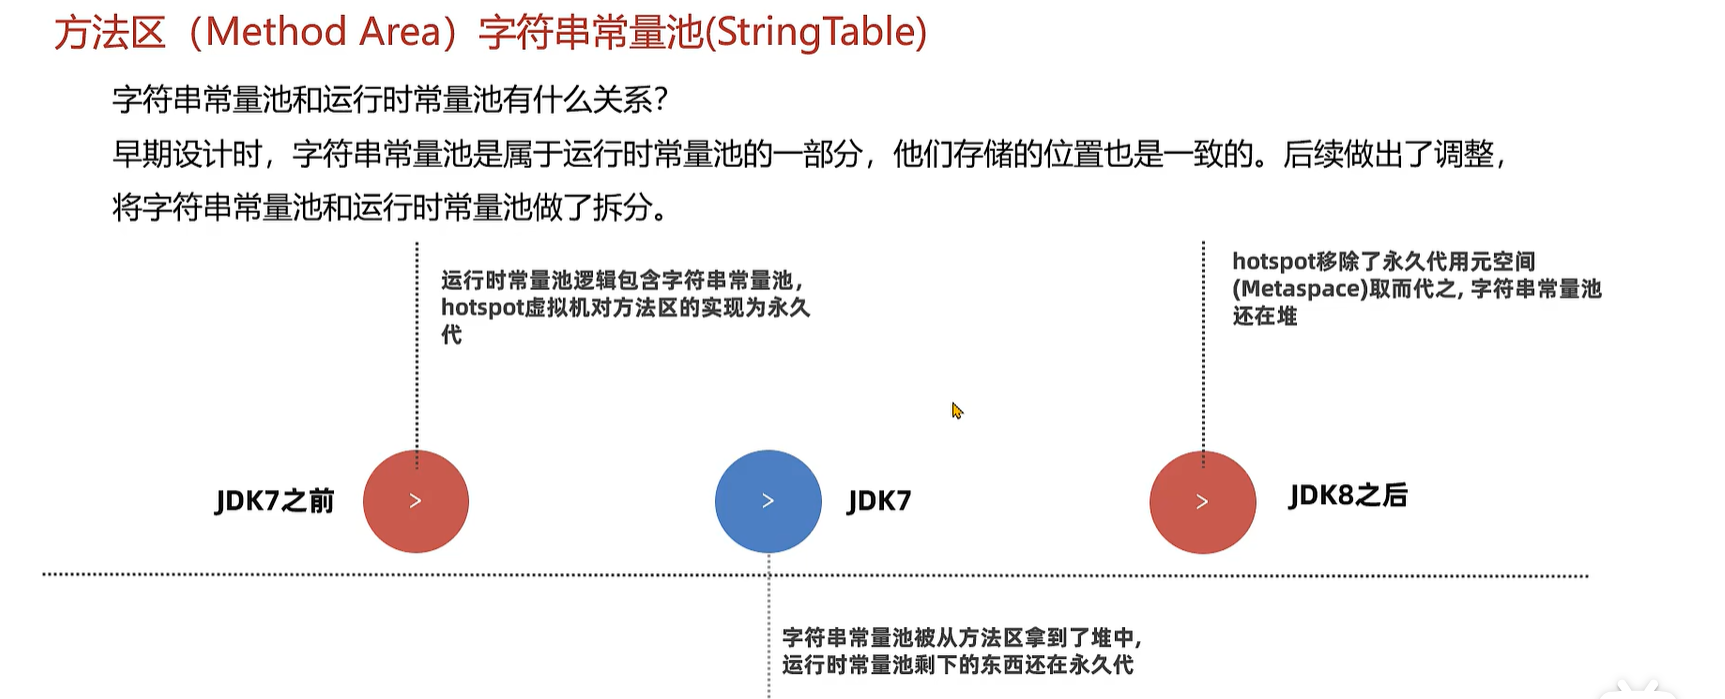 方法区（Method Area）字符串常量池(StringTable)
字符串常量池和运行时常量池有什么关系？
早期设计时，字符串常量池是属于运行时常量池的一部分，他们存储的位置也是一致的。后续做出了调整，
将字符串常量池和运行时常量池做了拆分。
运行时常量池逻辑包含字符串常量池，
hotspot虚拟机对方法区的实现为永久
代
hotspot移除了永久代用元空间
(Metaspace)取而代之, 字符串常量池
还在堆
JDK7之前
>
>
JDK7
>
JDK8之后
字符串常量池被从方法区拿到了堆中,
运行时常量池剩下的东西还在永久代